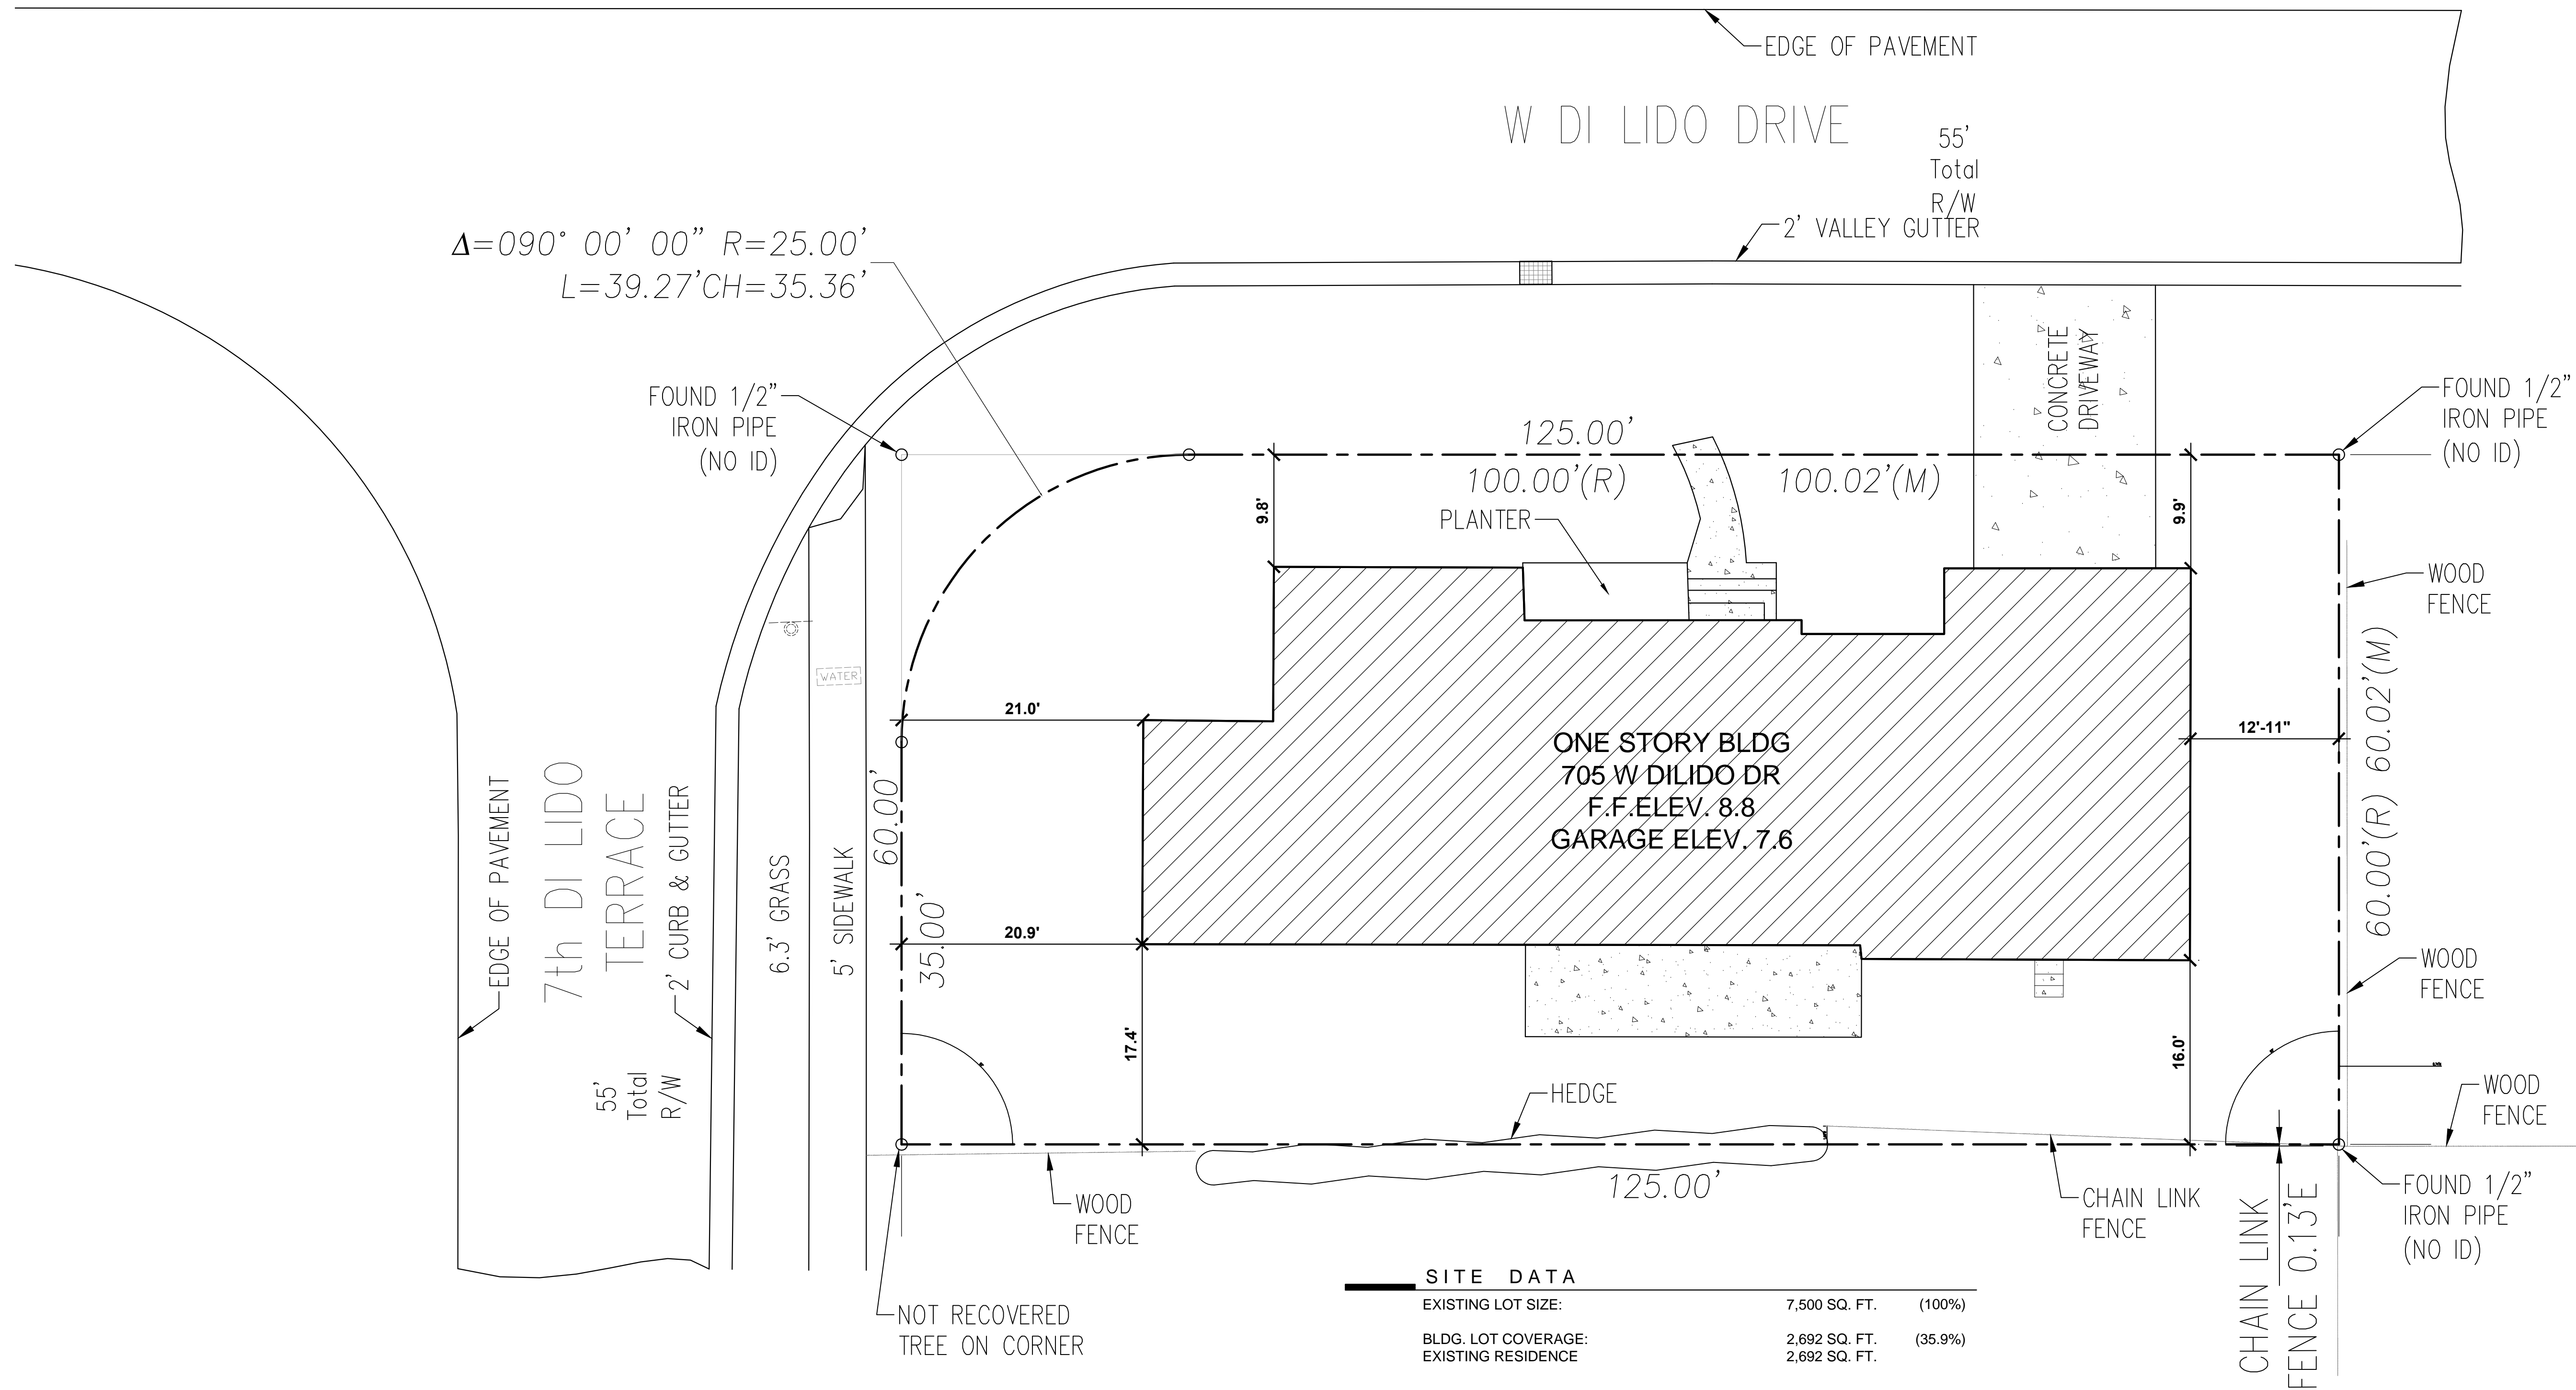 EDGE OF PAVEMENT
W DI LIDO DRIVE
55'
Total
R/W
2' VALLEY GUTTER
Δ=090° 00' 00" R=25.00'
L=39.27'CH=35.36'
FOUND 1/2"
IRON PIPE
(NO ID)
CONCRETE
DRIVEWAY
FOUND 1/2"
IRON PIPE
(NO ID)
125.00'
100.00'(R)
100.02'(M)
PLANTER
9.8'
9.9'
WOOD
FENCE
WATER
21.0'
12'-11"
60.00'(R) 60.02'(M)
ONE STORY BLDG
705 W DILIDO DR
F.F.ELEV. 8.8
GARAGE ELEV. 7.6
EDGE OF PAVEMENT
7th DI LIDO
TERRACE
2' CURB & GUTTER
6.3' GRASS
5' SIDEWALK
60.00'
35.00'
20.9'
WOOD
FENCE
55'
Total
R/W
17.4'
16.0'
HEDGE
WOOD
FENCE
125.00'
WOOD
FENCE
CHAIN LINK
FENCE
CHAIN LINK
FENCE 0.13'E
FOUND 1/2"
IRON PIPE
(NO ID)
NOT RECOVERED
TREE ON CORNER
SITE DATA
EXISTING LOT SIZE: 7,500 SQ. FT. (100%)
BLDG. LOT COVERAGE: 2,692 SQ. FT. (35.9%)
EXISTING RESIDENCE 2,692 SQ. FT.